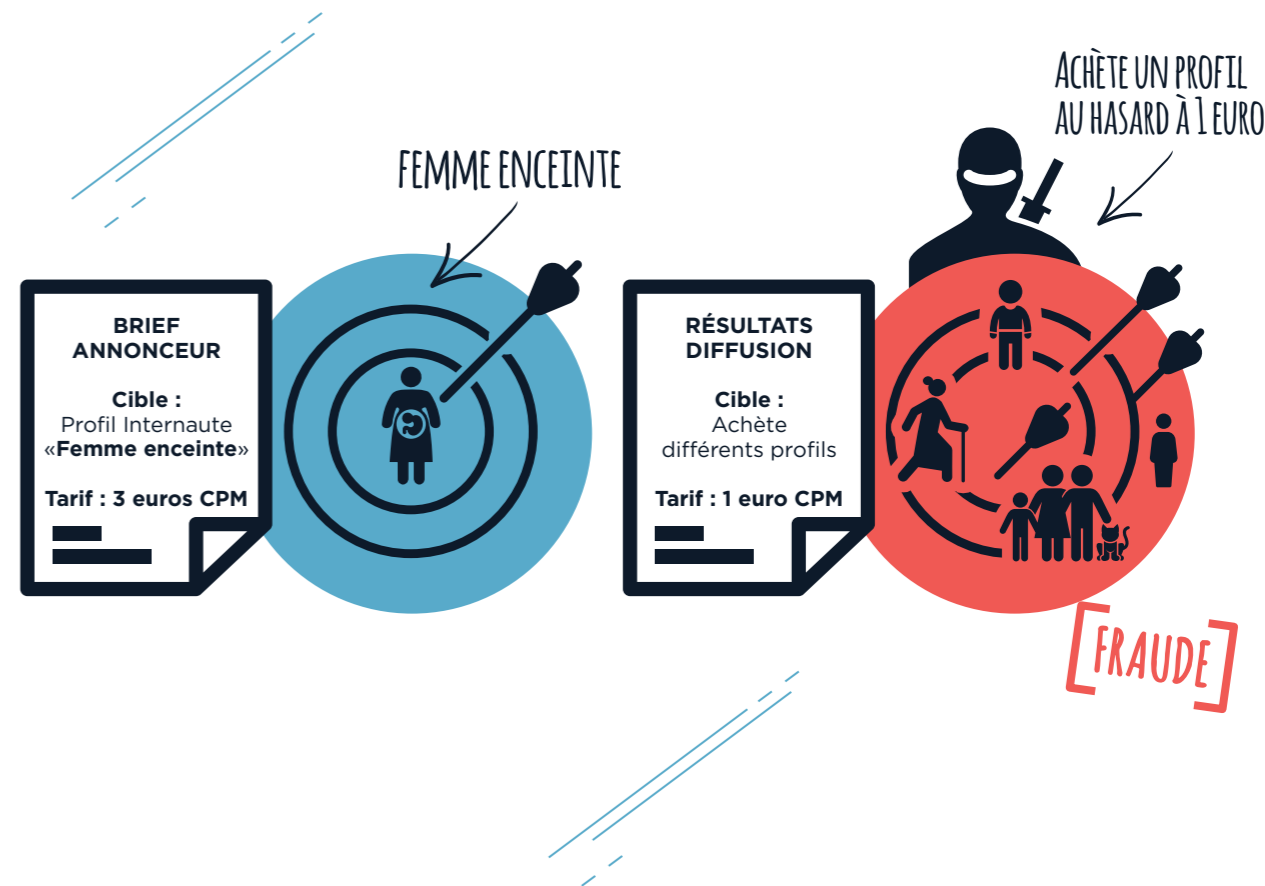 FEMME ENCEINTE
BRIEF
ANNONCEUR
Cible :
Profil Internaute
«Femme enceinte»
Tarif : 3 euros CPM
ACHÈTE UN PROFIL
AU HASARD À 1 EURO
RÉSULTATS
DIFFUSION
Cible :
Achète
différents profils
Tarif : 1 euro CPM
[FRAUDE]